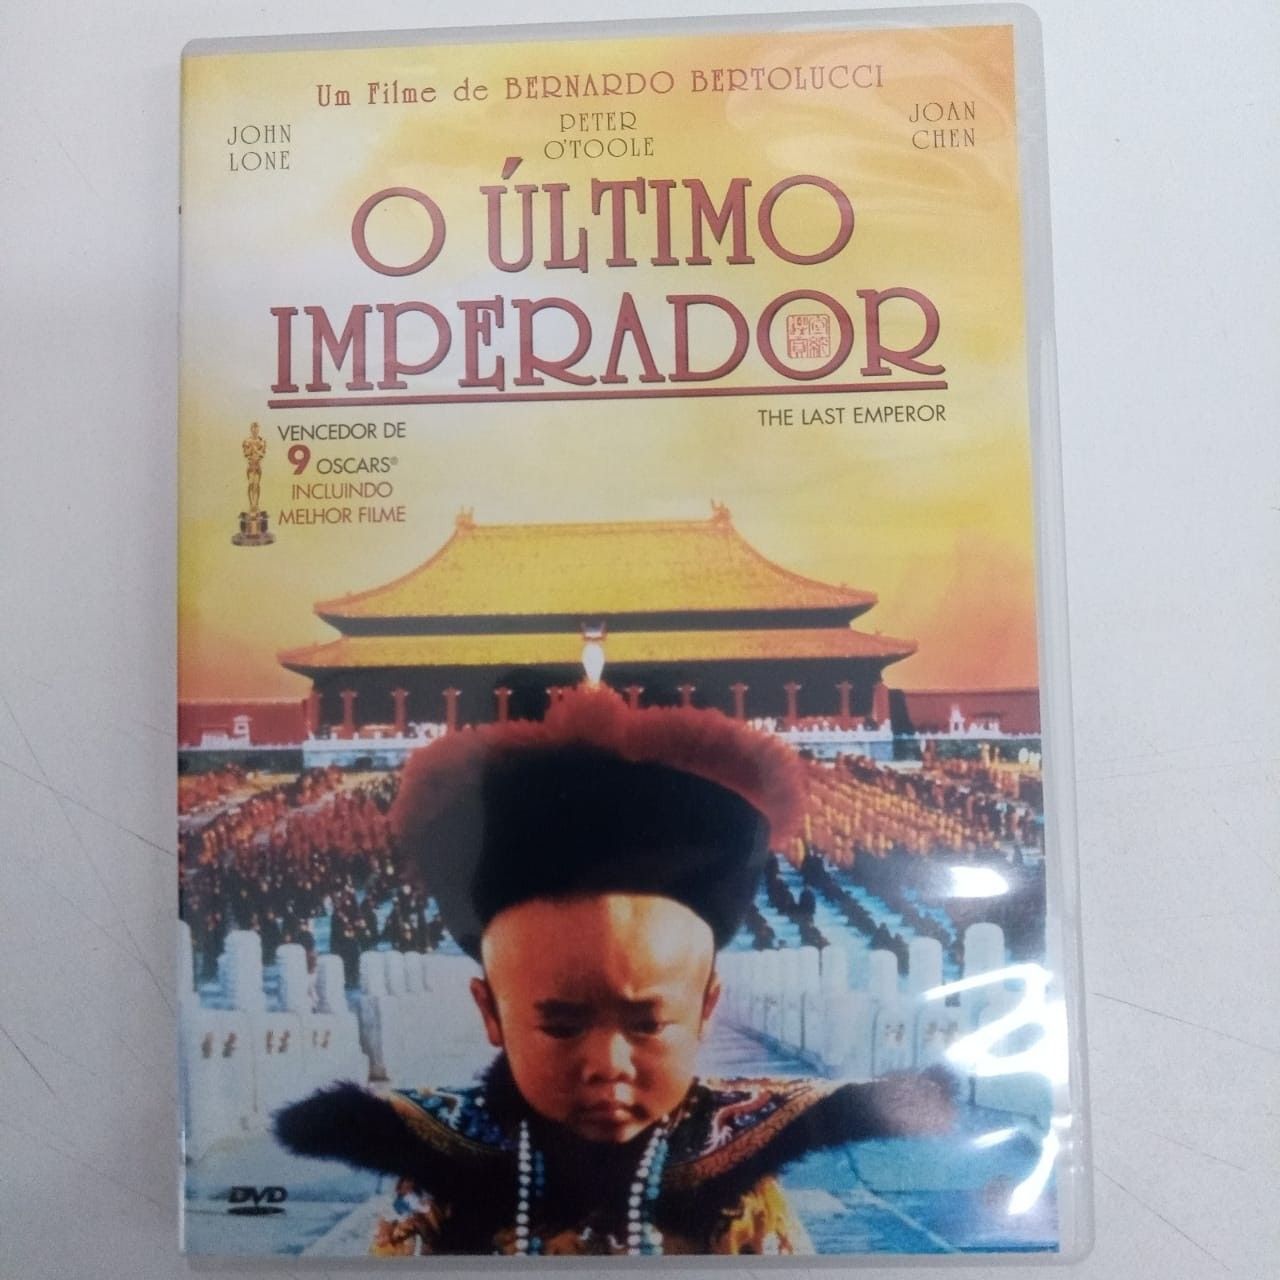 Um Filme de BERNARDO BERTOLUCCI
JOHN
LONE
PETER
O'TOOLE
JOAN
CHEN
O ÚLTIMO
IMPERADOR
THE LAST EMPEROR
VENCEDOR DE
9 OSCARS®
INCLUINDO
MELHOR FILME
DVD